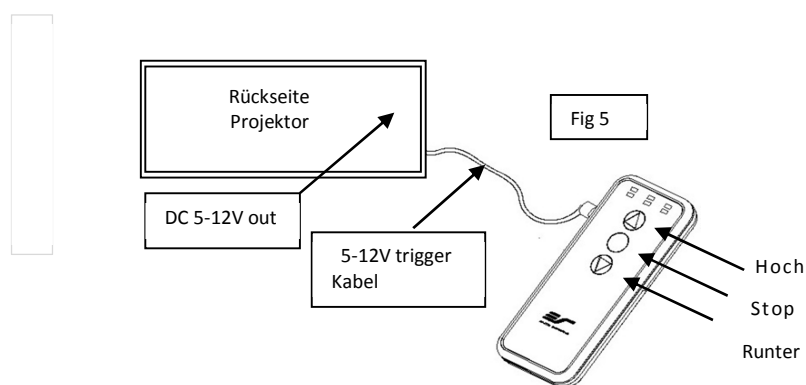 Rückseite
Projektor
Fig 5
DC 5-12V out
5-12V trigger
Kabel
Hoch
Stop
Runter